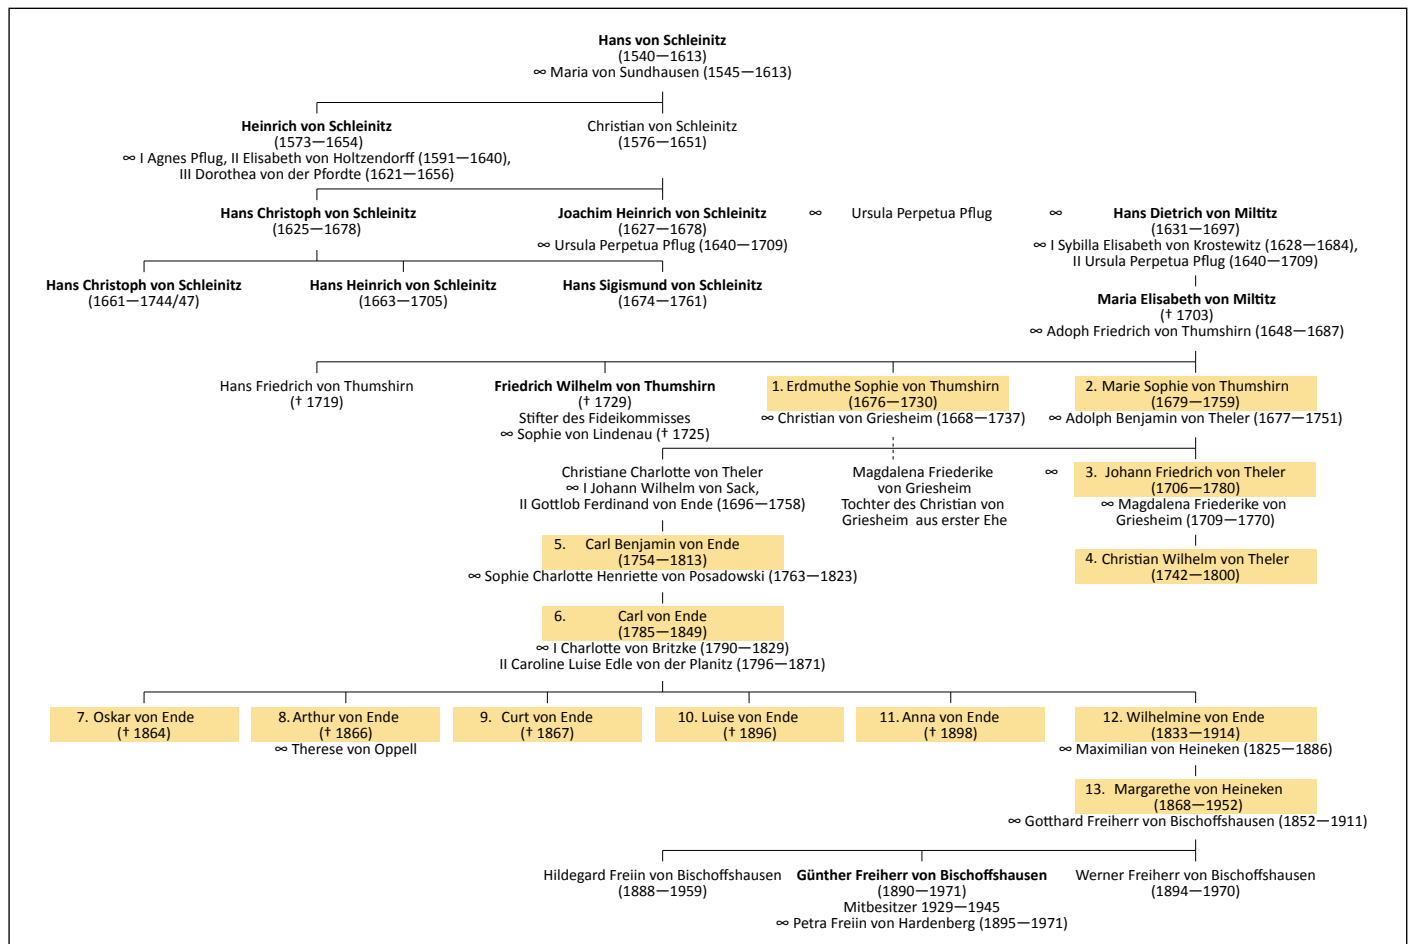 Hans von Schleinitz
(1540—1613)
∞ Maria von Sundhausen (1545—1613)
Heinrich von Schleinitz
(1573—1654)
∞ I Agnes Pflug, II Elisabeth von Holtzendorff (1591—1640),
III Dorothea von der Pfordte (1621—1656)
Christian von Schleinitz
(1576—1651)
Hans Christoph von Schleinitz
(1625—1678)
Joachim Heinrich von Schleinitz
(1627—1678)
∞ Ursula Perpetua Pflug (1640—1709)
∞ Ursula Perpetua Pflug ∞
Hans Dietrich von Miltitz
(1631—1697)
∞ I Sybilla Elisabeth von Krostewitz (1628—1684),
II Ursula Perpetua Pflug (1640—1709)
Hans Christoph von Schleinitz
(1661—1744/47)
Hans Heinrich von Schleinitz
(1663—1705)
Hans Sigismund von Schleinitz
(1674—1761)
Maria Elisabeth von Miltitz
(† 1703)
∞ Adoph Friedrich von Thumshirn (1648—1687)
Hans Friedrich von Thumshirn
(† 1719)
Friedrich Wilhelm von Thumshirn
(† 1729)
Stifter des Fideikommisses
∞ Sophie von Lindenau († 1725)
1. Erdmuthe Sophie von Thumshirn
(1676—1730)
∞ Christian von Griesheim (1668—1737)
2. Marie Sophie von Thumshirn
(1679—1759)
∞ Adolph Benjamin von Theler (1677—1751)
Christiane Charlotte von Theler
∞ I Johann Wilhelm von Sack,
II Gottlob Ferdinand von Ende (1696—1758)
Magdalena Friederike
von Griesheim
Tochter des Christian von
Griesheim aus erster Ehe
∞
3. Johann Friedrich von Theler
(1706—1780)
∞ Magdalena Friederike von
Griesheim (1709—1770)
5. Carl Benjamin von Ende
(1754—1813)
∞ Sophie Charlotte Henriette von Posadowski (1763—1823)
4. Christian Wilhelm von Theler
(1742—1800)
6. Carl von Ende
(1785—1849)
∞ I Charlotte von Britzke (1790—1829)
II Caroline Luise Edle von der Planitz (1796—1871)
7. Oskar von Ende
(† 1864)
8. Arthur von Ende
(† 1866)
∞ Therese von Oppell
9. Curt von Ende
(† 1867)
10. Luise von Ende
(† 1896)
11. Anna von Ende
(† 1898)
12. Wilhelmine von Ende
(1833—1914)
∞ Maximilian von Heineken (1825—1886)
13. Margarethe von Heineken
(1868—1952)
∞ Gotthard Freiherr von Bischoffshausen (1852—1911)
Hildegard Freiin von Bischoffshausen
(1888—1959)
Günther Freiherr von Bischoffshausen
(1890—1971)
Mitbesitzer 1929—1945
∞ Petra Freiin von Hardenberg (1895—1971)
Werner Freiherr von Bischoffshausen
(1894—1970)